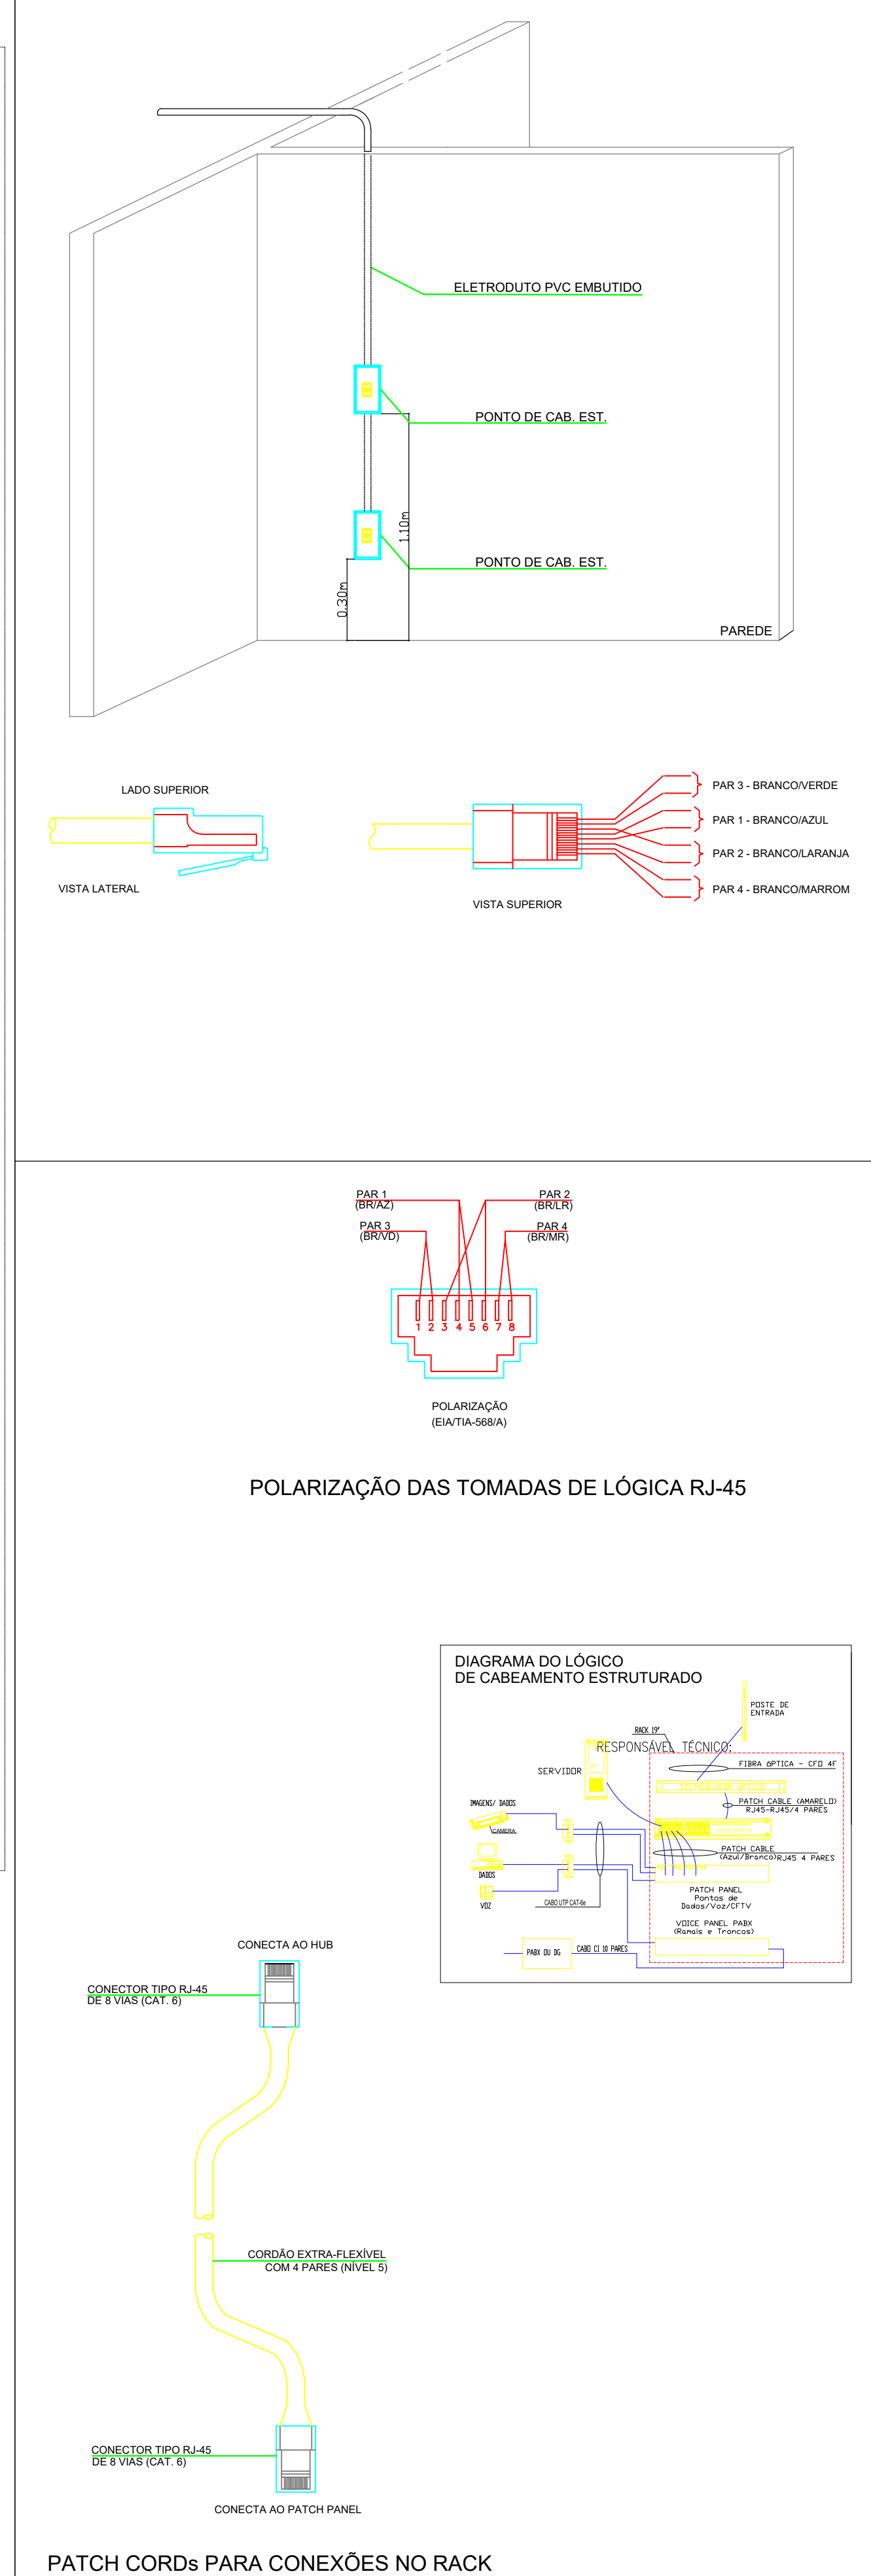 ELETRODUTO PVC EMBUTIDO
PONTO DE CAB. EST.
1.10m
PONTO DE CAB. EST.
0.30m
PAREDE
LADO SUPERIOR
VISTA LATERAL
PAR 3 - BRANCO/VERDE
PAR 1 - BRANCO/AZUL
PAR 2 - BRANCO/LARANJA
PAR 4 - BRANCO/MARROM
VISTA SUPERIOR
PAR 1
(BR/AZ)
PAR 2
(BR/LR)
PAR 3
(BR/VD)
PAR 4
(BR/MR)
1 2 3 4 5 6 7 8
POLARIZAÇÃO
(EIA/TIA-568/A)
POLARIZAÇÃO DAS TOMADAS DE LÓGICA RJ-45
DIAGRAMA DO LÓGICO
DE CABEAMENTO ESTRUTURADO
POSTE DE
ENTRADA
RACK 19"
RESPONSÁVEL TÉCNICO:
FIBRA ÓPTICA - CFO 4F
SERVIDOR
DISTRIBUIDOR ÓPTICO
PATCH CABLE (AMARELO)
RJ45-RJ45/4 PARES
IMAGENS/ DADOS
CAMERA
PATCH CABLE
(Azul/Branco)RJ45 4 PARES
DADOS
VOZ
CABO UTP CAT-6e
PATCH PANEL
Pontos de
Dados/Voz/CFTV
VOICE PANEL PABX
(Ramais e Troncos)
PABX OU DG
CABO CI 10 PARES
CONECTA AO HUB
CONECTOR TIPO RJ-45
DE 8 VIAS (CAT. 6)
CORDÃO EXTRA-FLEXÍVEL
COM 4 PARES (NÍVEL 5)
CONECTOR TIPO RJ-45
DE 8 VIAS (CAT. 6)
CONECTA AO PATCH PANEL
PATCH CORDs PARA CONEXÕES NO RACK